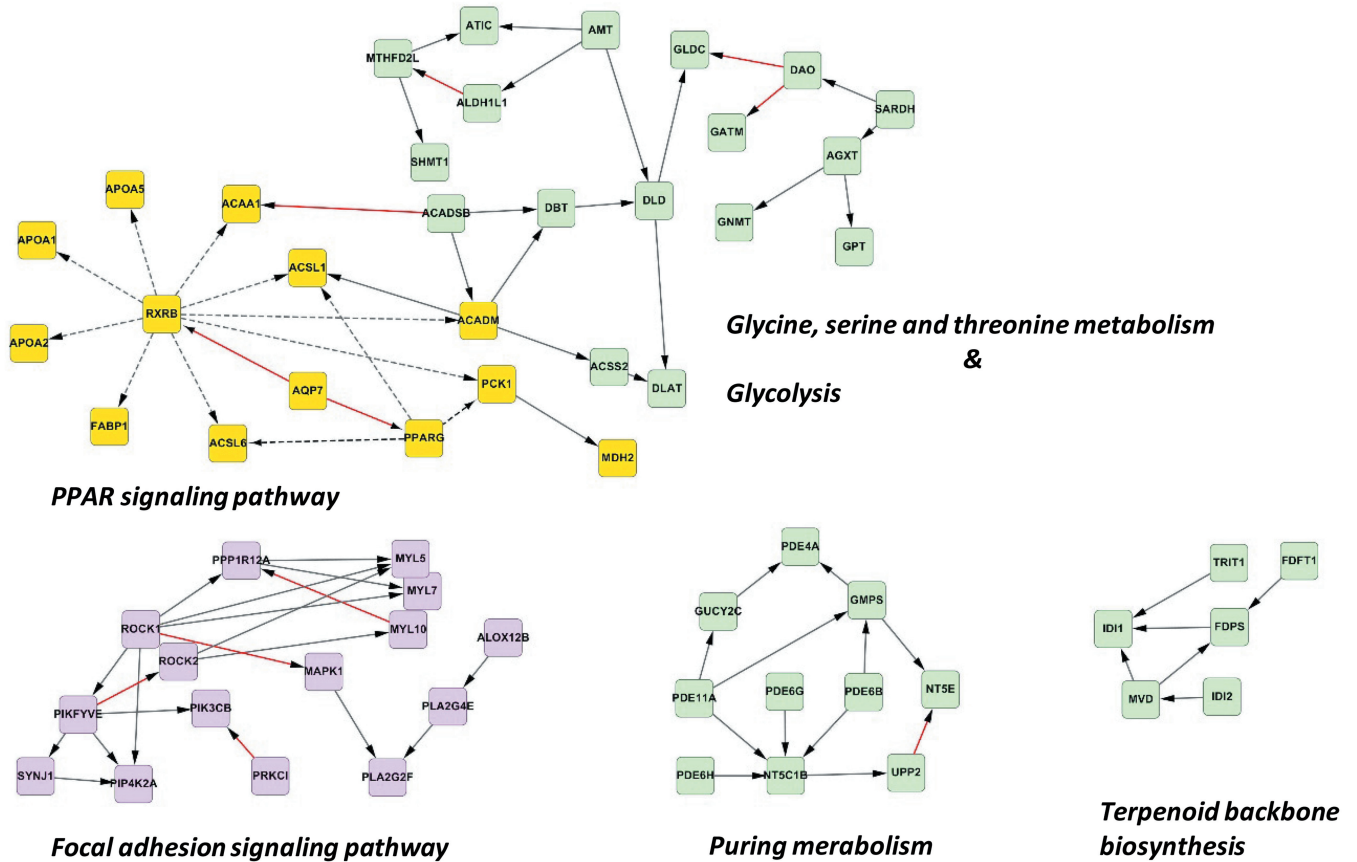 ATIC
AMT
MTHFD2L
GLDC
DAO
ALDH1L1
SARDH
GATM
AGXT
SHMT1
APOA5
ACAA1
ACADSB
DBT
DLD
GNMT
GPT
APOA1
ACSL1
RXRB
ACADM
APOA2
ACSS2
DLAT
AQP7
PCK1
FABP1
ACSL6
PPARG
MDH2
Glycine, serine and threonine metabolism
&
Glycolysis
PPAR signaling pathway
PPP1R12A
MYL5
MYL7
ROCK1
MYL10
ALOX12B
ROCK2
MAPK1
PIKFYVE
PIK3CB
PLA2G4E
SYNJ1
PIP4K2A
PRKCI
PLA2G2F
Focal adhesion signaling pathway
PDE4A
GUCY2C
GMPS
PDE11A
PDE6G
PDE6B
NT5E
PDE6H
NT5C1B
UPP2
Puring merabolism
TRIT1
FDFT1
IDI1
FDPS
MVD
IDI2
Terpenoid backbone
biosynthesis